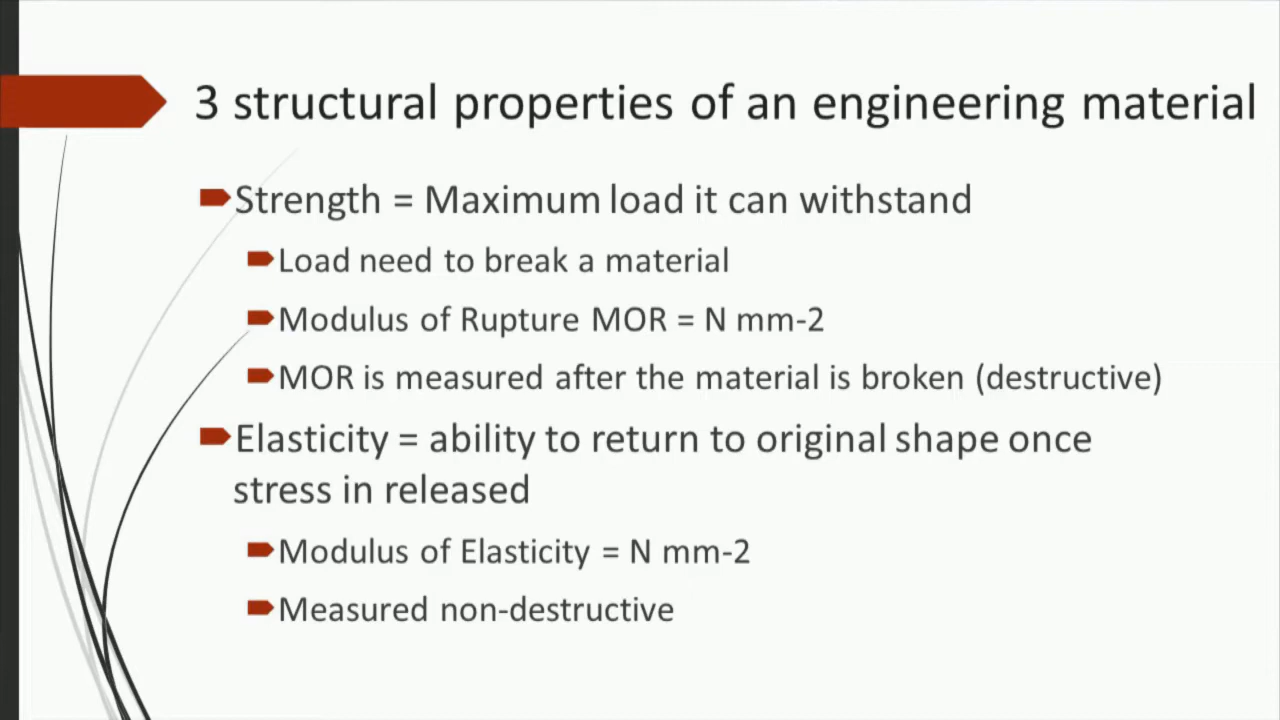 3 structural properties of an engineering material
Strength = Maximum load it can withstand
Load need to break a material
Modulus of Rupture MOR = N mm-2
MOR is measured after the material is broken (destructive)
Elasticity = ability to return to original shape once
stress in released
Modulus of Elasticity = N mm-2
Measured non-destructive